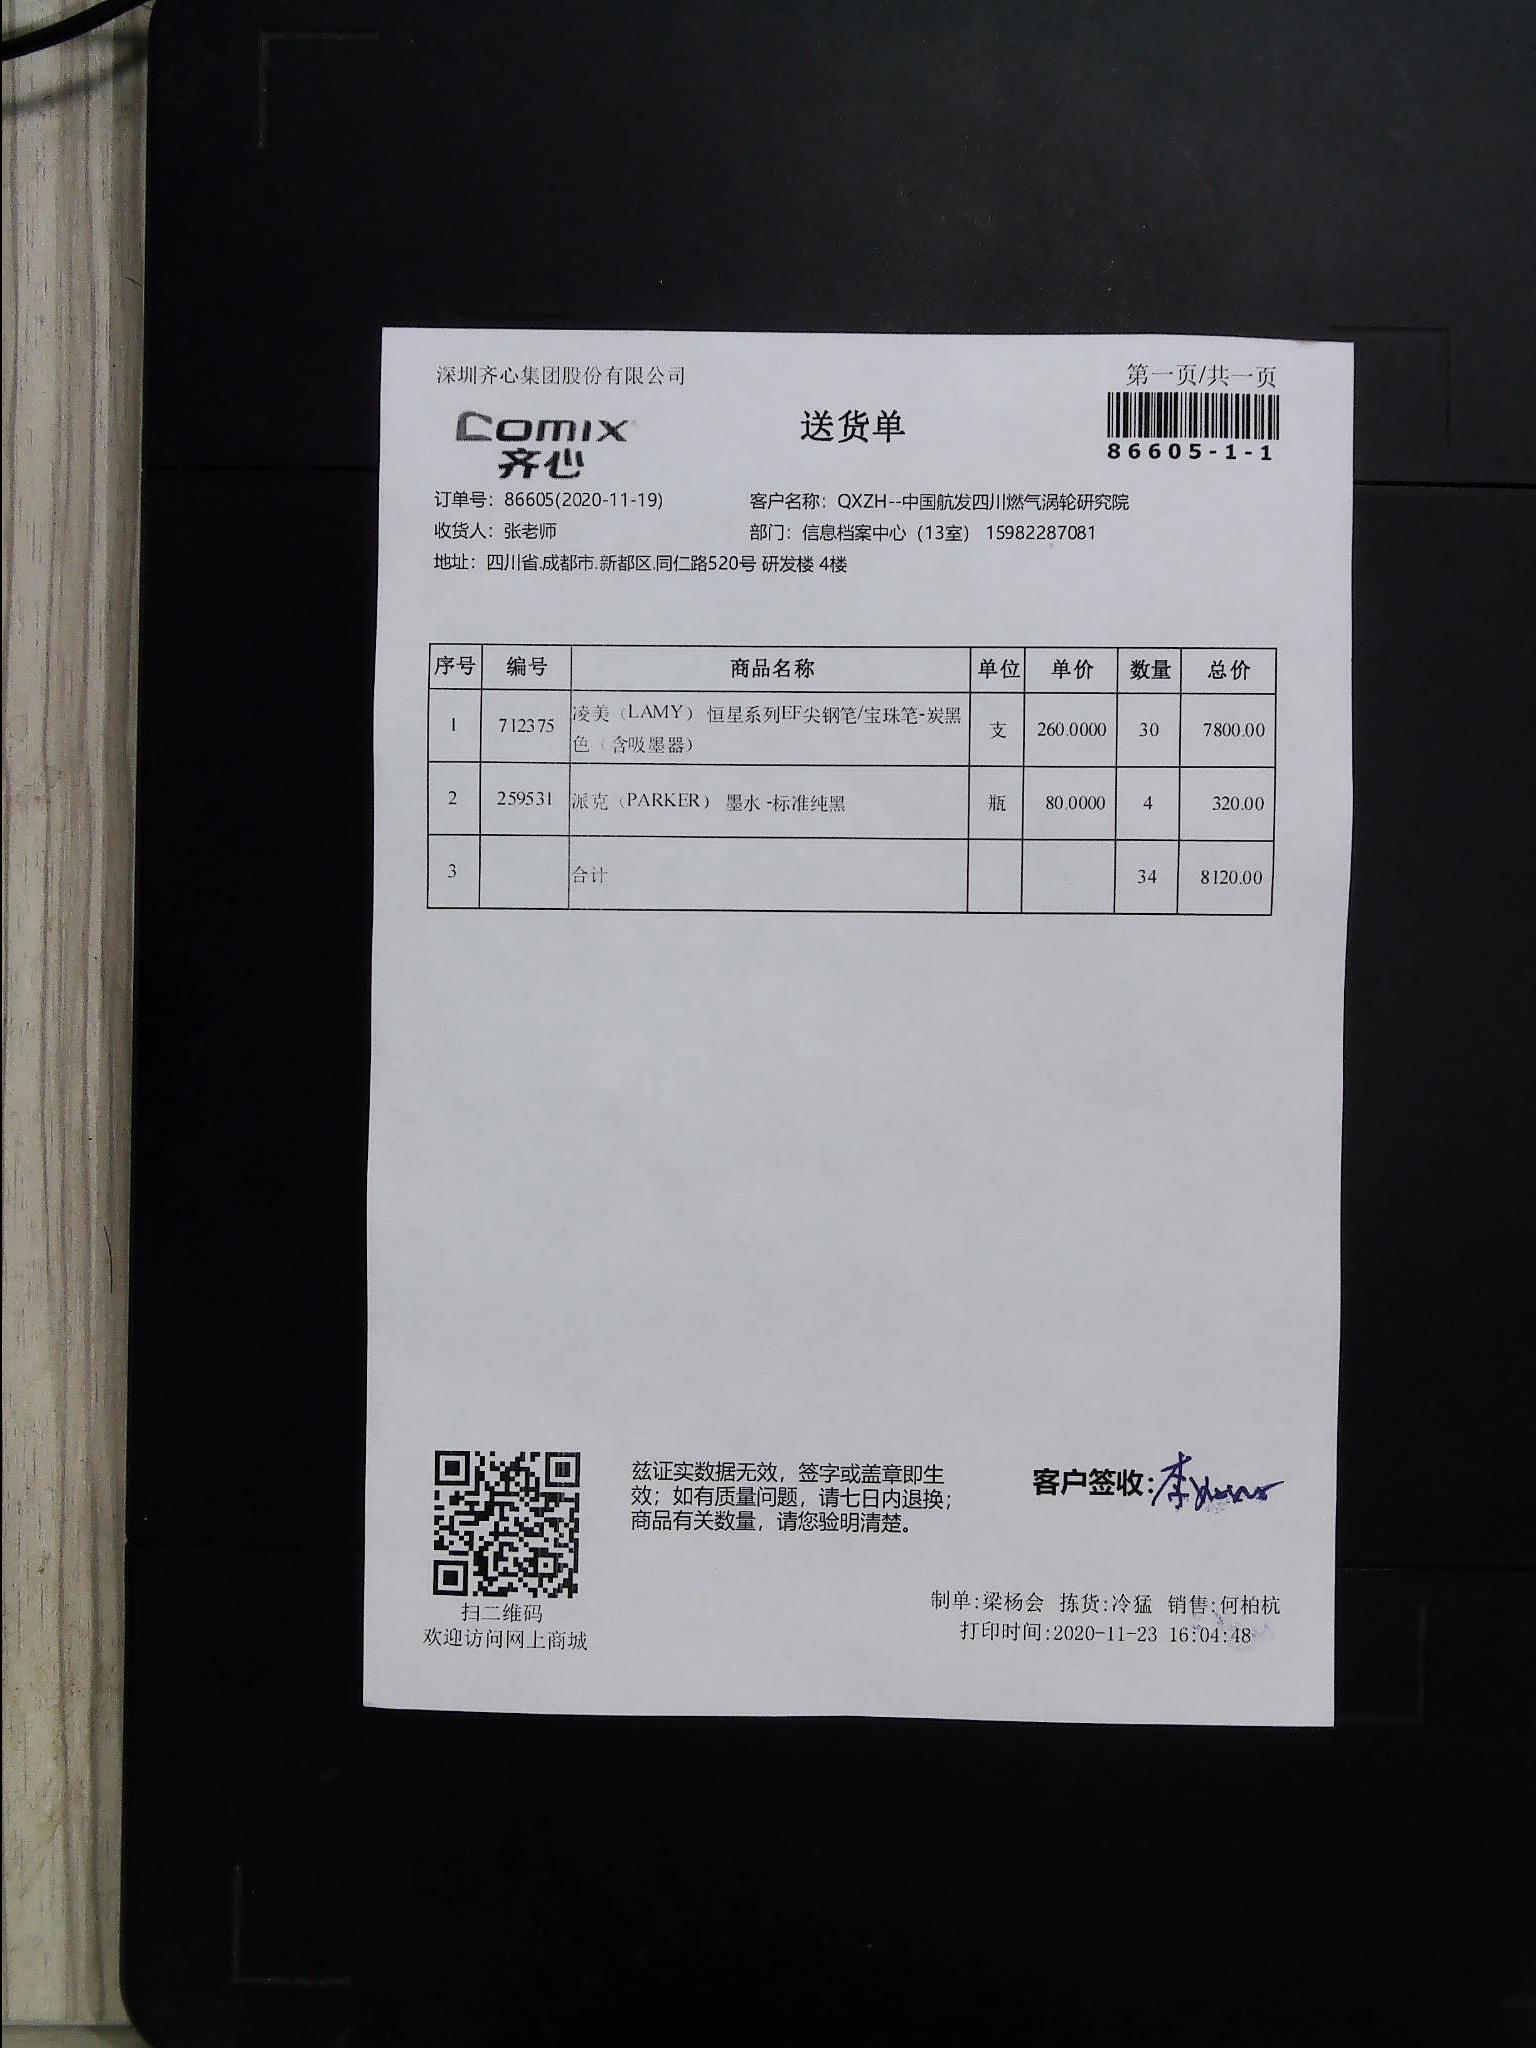 深圳齐心集团股份有限公司
第一页/共一页
comix
齐心
送货单
86605-1-1
订单号：86605(2020-11-19)
客户名称：QXZH--中国航发四川燃气涡轮研究院
收货人：张老师
部门：信息档案中心（13室） 15982287081
地址：四川省.成都市.新都区.同仁路520号 研发楼 4楼
序号 编号 商品名称 单位 单价 数量 总价
1 712375 凌美（LAMY） 恒星系列EF尖钢笔/宝珠笔-炭黑
色（含吸墨器） 支 260.0000 30 7800.00
2 259531 派克（PARKER） 墨水 -标准纯黑 瓶 80.0000 4 320.00
3 合计 34 8120.00
兹证实数据无效，签字或盖章即生
效；如有质量问题，请七日内退换；
商品有关数量，请您验明清楚。
客户签收：李
扫二维码
欢迎访问网上商城
制单:梁杨会 拣货:冷猛 销售:何柏杭
打印时间:2020-11-23 16:04:48